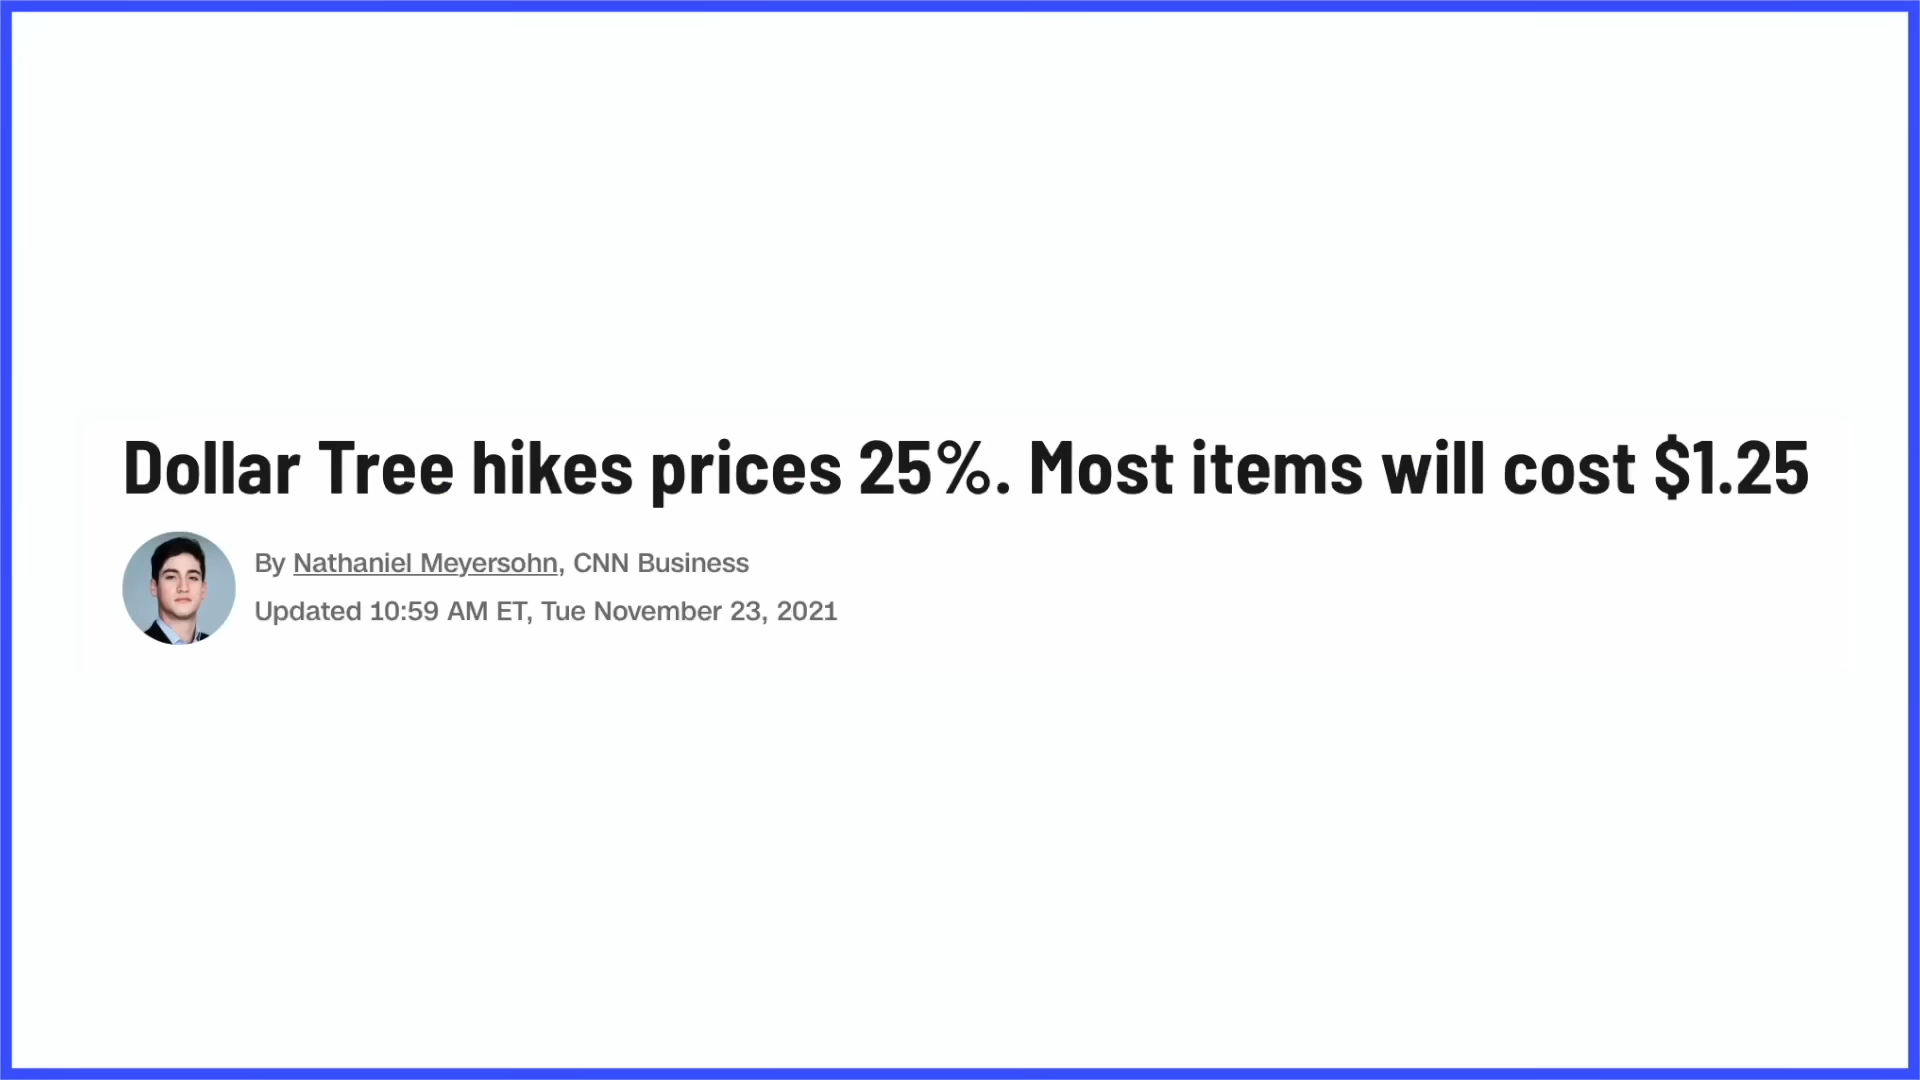 Dollar Tree hikes prices 25%. Most items will cost $1.25
By Nathaniel Meyersohn, CNN Business
Updated 10:59 AM ET, Tue November 23, 2021